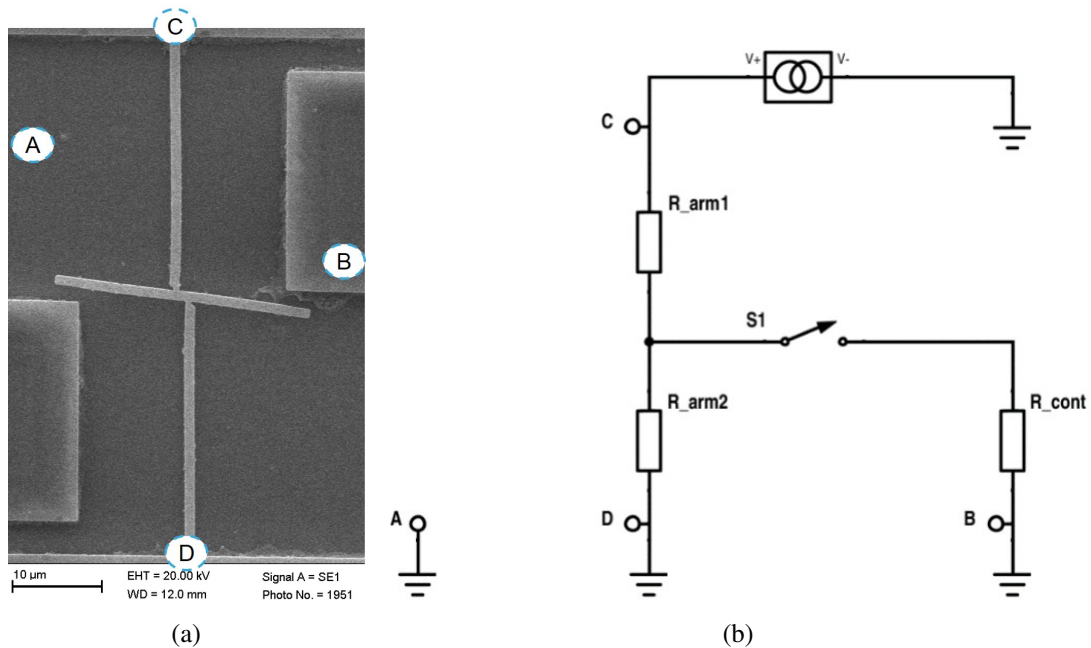 C
A
B
D
10 µm
EHT = 20.00 kV
Signal A = SE1
WD = 12.0 mm
Photo No. = 1951
(a)
V+
V-
C
R_arm1
S1
R_arm2
R_cont
A
D
B
(b)